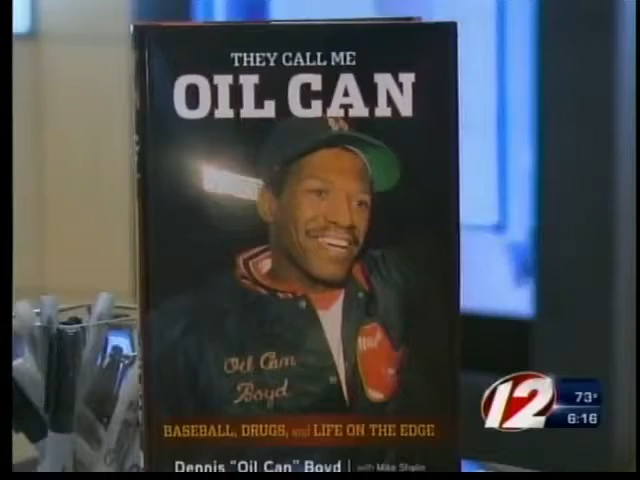 THEY CALL ME
OIL CAN
Oil Can
Boyd
BASEBALL, DRUGS, and LIFE ON THE EDGE
Dennis "Oil Can" Boyd | with Mike Shalin
12
73°
6:16